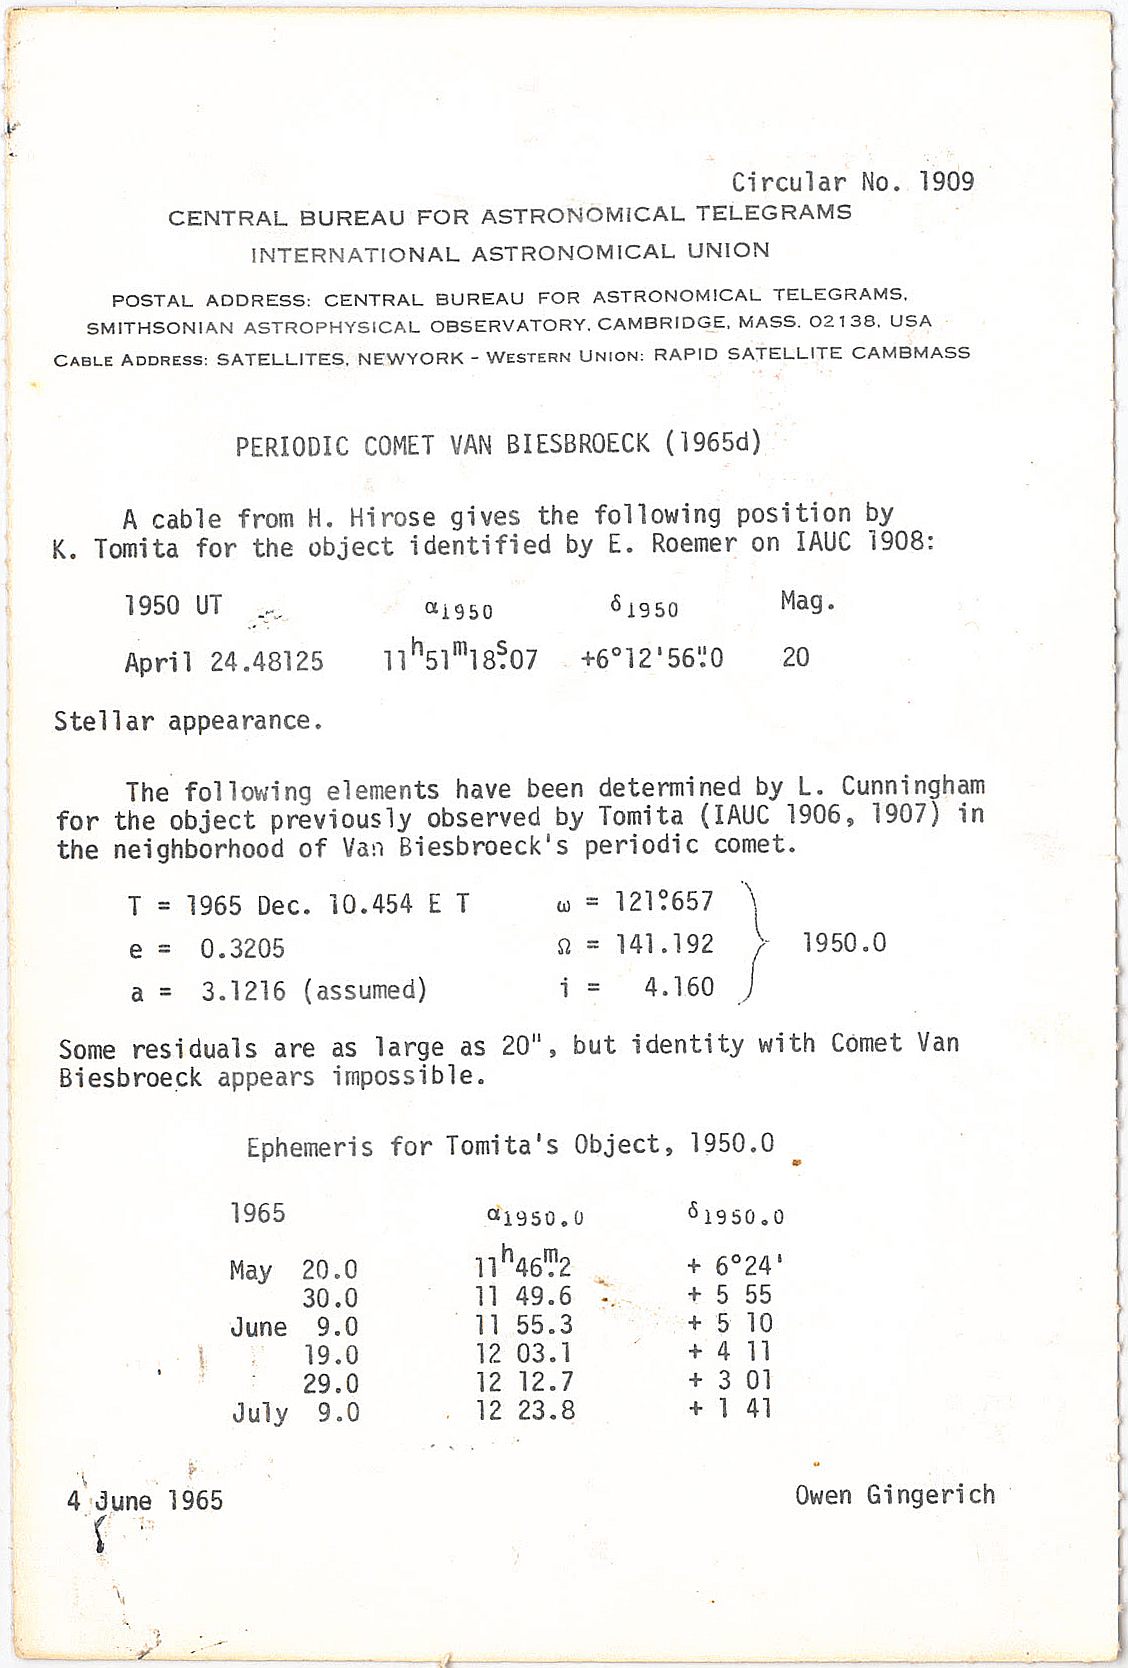 Circular No. 1909
CENTRAL BUREAU FOR ASTRONOMICAL TELEGRAMS
INTERNATIONAL ASTRONOMICAL UNION
POSTAL ADDRESS: CENTRAL BUREAU FOR ASTRONOMICAL TELEGRAMS,
SMITHSONIAN ASTROPHYSICAL OBSERVATORY, CAMBRIDGE, MASS. 02138, USA
CABLE ADDRESS: SATELLITES, NEWYORK - WESTERN UNION: RAPID SATELLITE CAMBMASS
PERIODIC COMET VAN BIESBROECK (1965d)
A cable from H. Hirose gives the following position by
K. Tomita for the object identified by E. Roemer on IAUC 1908:
1950 UT α1950 δ1950 Mag.
April 24.48125 11h51m18s.07 +6°12'56".0 20
Stellar appearance.
The following elements have been determined by L. Cunningham
for the object previously observed by Tomita (IAUC 1906, 1907) in
the neighborhood of Van Biesbroeck's periodic comet.
T = 1965 Dec. 10.454 E T ω = 121°.657
e = 0.3205 Ω = 141.192 } 1950.0
a = 3.1216 (assumed) i = 4.160
Some residuals are as large as 20", but identity with Comet Van
Biesbroeck appears impossible.
Ephemeris for Tomita's Object, 1950.0
1965 α1950.0 δ1950.0
May 20.0 11h46m.2 + 6°24'
30.0 11 49.6 + 5 55
June 9.0 11 55.3 + 5 10
19.0 12 03.1 + 4 11
29.0 12 12.7 + 3 01
July 9.0 12 23.8 + 1 41
4 June 1965 Owen Gingerich